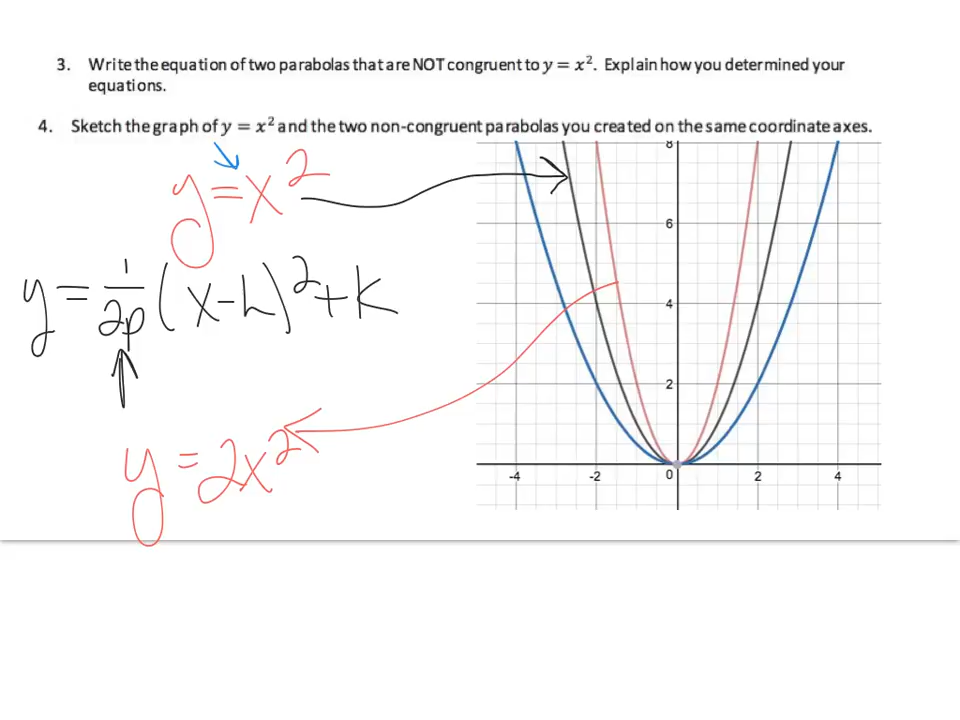 3. Write the equation of two parabolas that are NOT congruent to y = x². Explain how you determined your
equations.
4. Sketch the graph of y = x² and the two non-congruent parabolas you created on the same coordinate axes.
y = x²
y = 1/2p (x-h)² + k
y = 2x²
8
6
4
2
-4 -2 0 2 4